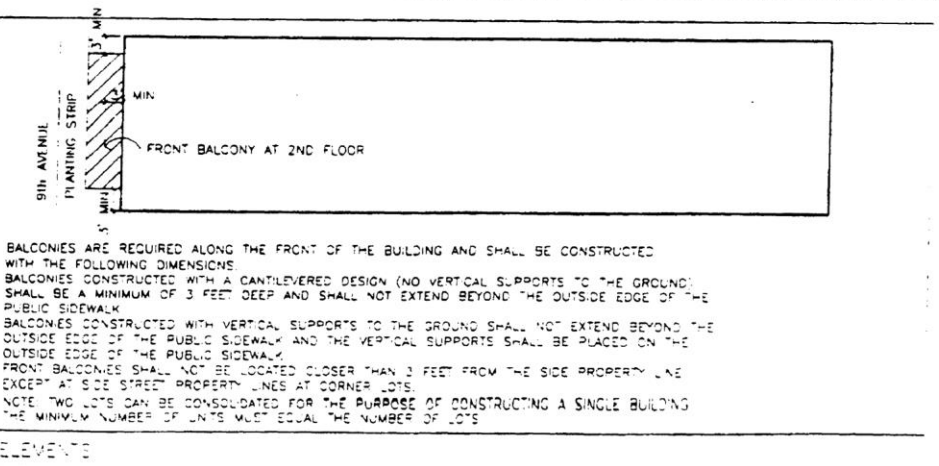 3' MIN
MIN
9th AVENUE
PLANTING STRIP
FRONT BALCONY AT 2ND FLOOR
MIN
BALCONIES ARE REQUIRED ALONG THE FRONT OF THE BUILDING AND SHALL BE CONSTRUCTED
WITH THE FOLLOWING DIMENSIONS.
BALCONIES CONSTRUCTED WITH A CANTILEVERED DESIGN (NO VERTICAL SUPPORTS TO THE GROUND)
SHALL BE A MINIMUM OF 3 FEET DEEP AND SHALL NOT EXTEND BEYOND THE OUTSIDE EDGE OF THE
PUBLIC SIDEWALK
BALCONIES CONSTRUCTED WITH VERTICAL SUPPORTS TO THE GROUND SHALL NOT EXTEND BEYOND THE
OUTSIDE EDGE OF THE PUBLIC SIDEWALK AND THE VERTICAL SUPPORTS SHALL BE PLACED ON THE
OUTSIDE EDGE OF THE PUBLIC SIDEWALK.
FRONT BALCONIES SHALL NOT BE LOCATED CLOSER THAN 3 FEET FROM THE SIDE PROPERTY LINE
EXCEPT AT SIDE STREET PROPERTY LINES AT CORNER LOTS.
NOTE: TWO LOTS CAN BE CONSOLIDATED FOR THE PURPOSE OF CONSTRUCTING A SINGLE BUILDING
THE MINIMUM NUMBER OF UNITS MUST EQUAL THE NUMBER OF LOTS
ELEMENTS